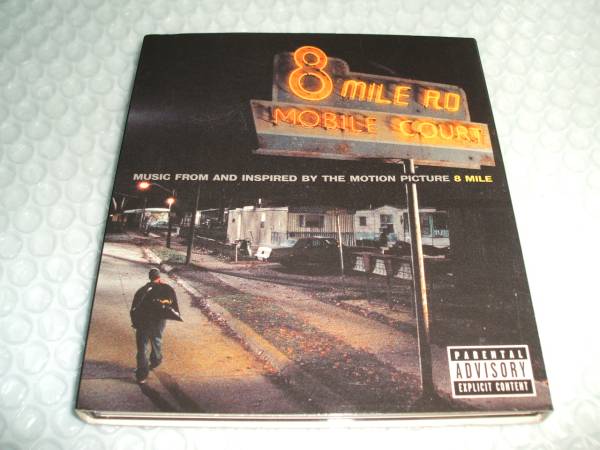 8 MILE RD
MOBILE COURT
MUSIC FROM AND INSPIRED BY THE MOTION PICTURE 8 MILE
PARENTAL
ADVISORY
EXPLICIT CONTENT